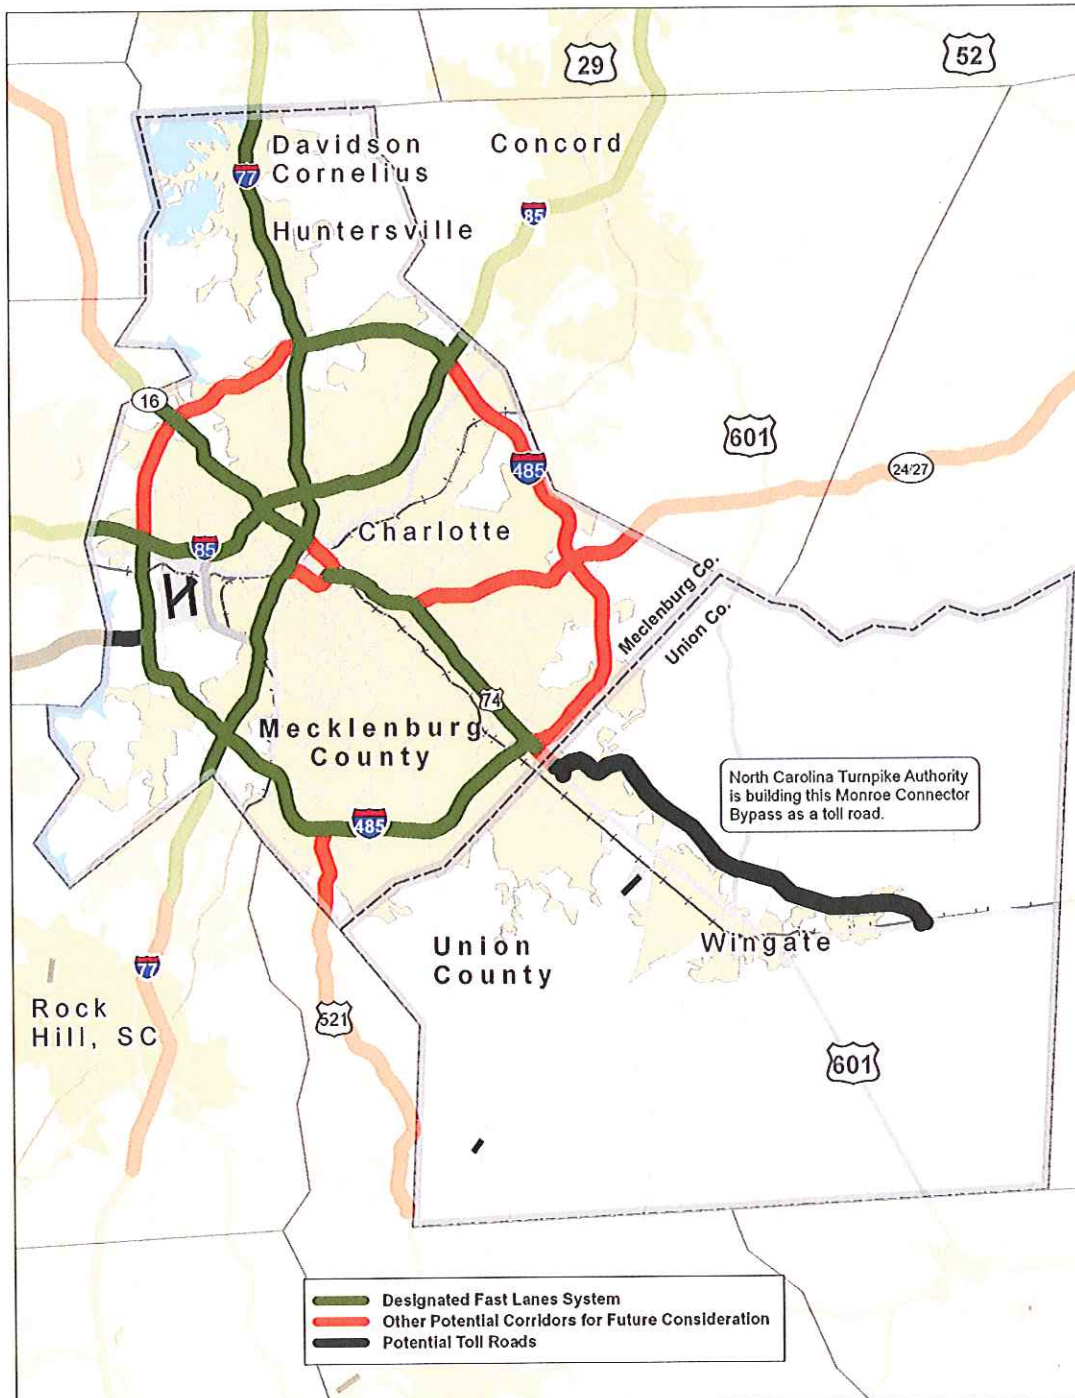 29
52
Davidson
Cornelius
Concord
77
85
Huntersville
16
601
485
24/27
Charlotte
85
Meclenburg Co.
Union Co.
74
Mecklenburg
County
North Carolina Turnpike Authority
is building this Monroe Connector
Bypass as a toll road.
485
Union
County
Wingate
77
Rock
Hill, SC
521
601
Designated Fast Lanes System
Other Potential Corridors for Future Consideration
Potential Toll Roads